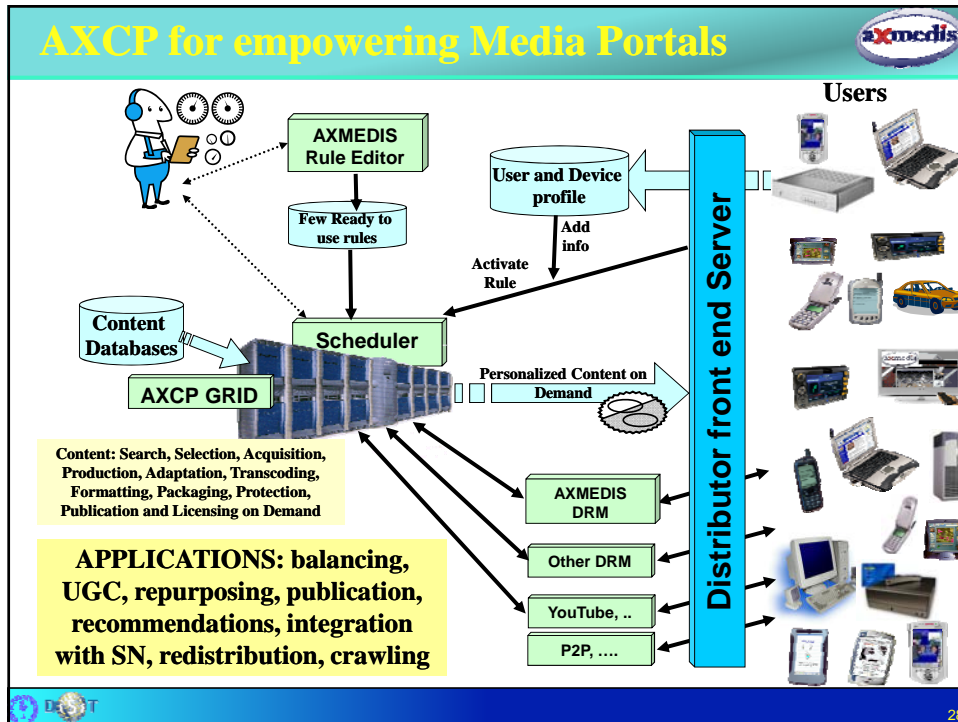 AXCP for empowering Media Portals
axmedis
Users
AXMEDIS
Rule Editor
User and Device
profile
Few Ready to
use rules
Add
info
Activate
Rule
Content
Databases
Scheduler
AXCP GRID
Personalized Content on
Demand
Distributor front end Server
Content: Search, Selection, Acquisition,
Production, Adaptation, Transcoding,
Formatting, Packaging, Protection,
Publication and Licensing on Demand
AXMEDIS
DRM
Other DRM
YouTube, ..
P2P, ....
APPLICATIONS: balancing,
UGC, repurposing, publication,
recommendations, integration
with SN, redistribution, crawling
DISIT